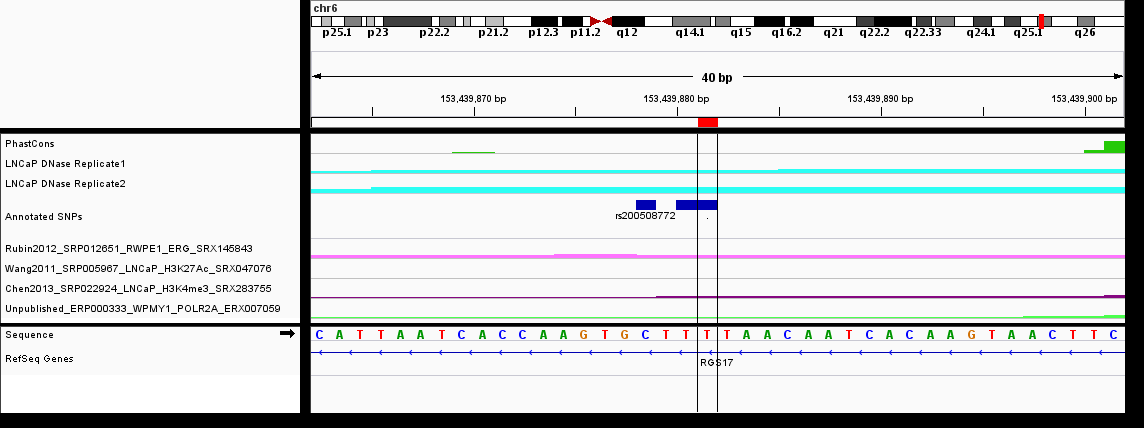 chr6
p25.1 p23 p22.2 p21.2 p12.3 p11.2 q12 q14.1 q15 q16.2 q21 q22.2 q22.33 q24.1 q25.1 q26
40 bp
153,439,870 bp 153,439,880 bp 153,439,890 bp 153,439,900 bp
PhastCons
LNCaP DNase Replicate1
LNCaP DNase Replicate2
Annotated SNPs
rs200508772 .
Rubin2012_SRP012651_RWPE1_ERG_SRX145843
Wang2011_SRP005967_LNCaP_H3K27Ac_SRX047076
Chen2013_SRP022924_LNCaP_H3K4me3_SRX283755
Unpublished_ERP000333_WPMY1_POLR2A_ERX007059
Sequence C A T T A A T C A C C A A G T G C T T T T A A C A A T C A C A A G T A A C T T C
RefSeq Genes
RGS17